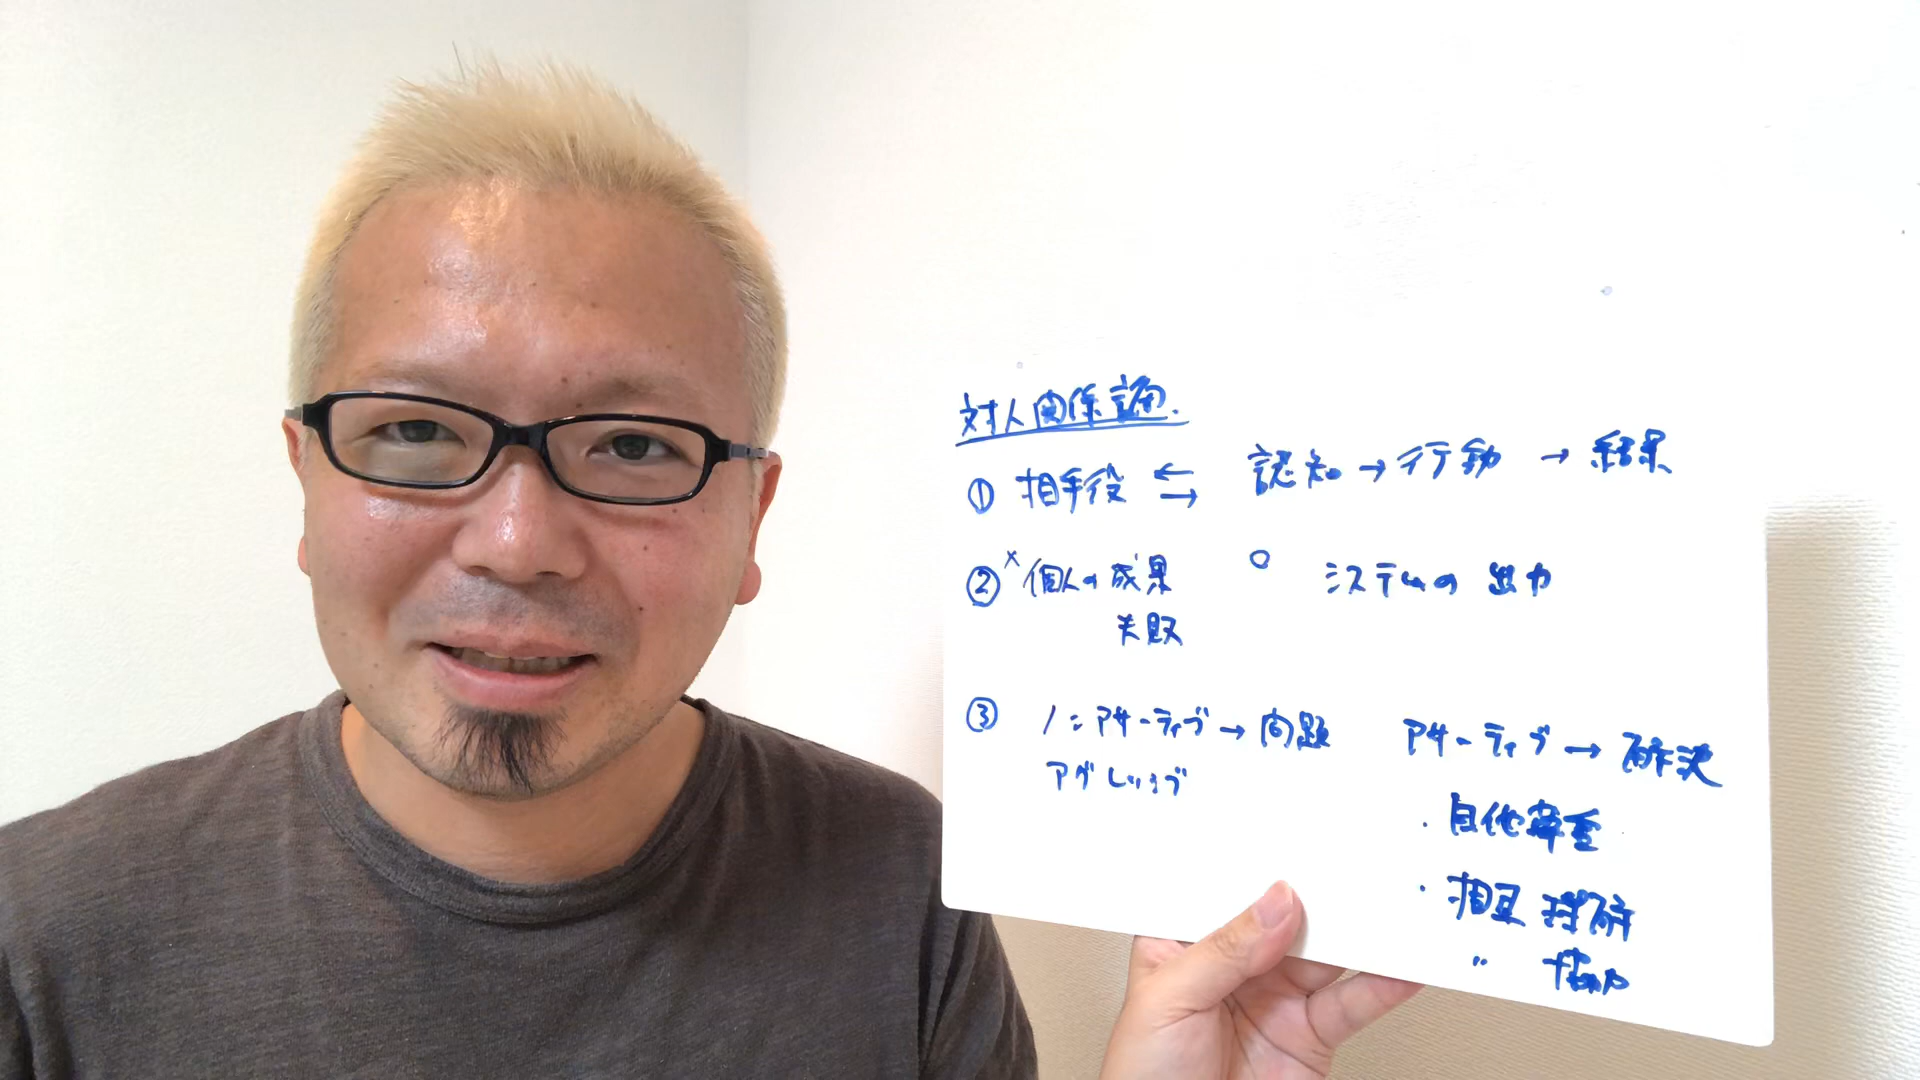 対人関係論.
① 相手役 ⇄ 認知→行動→結果
② ×個人の成果 ○ システムの出力
失敗
③ ノンアサーティブ→問題 アサーティブ→解決
アグレッシブ
・自他尊重
・相互理解
〃 協力